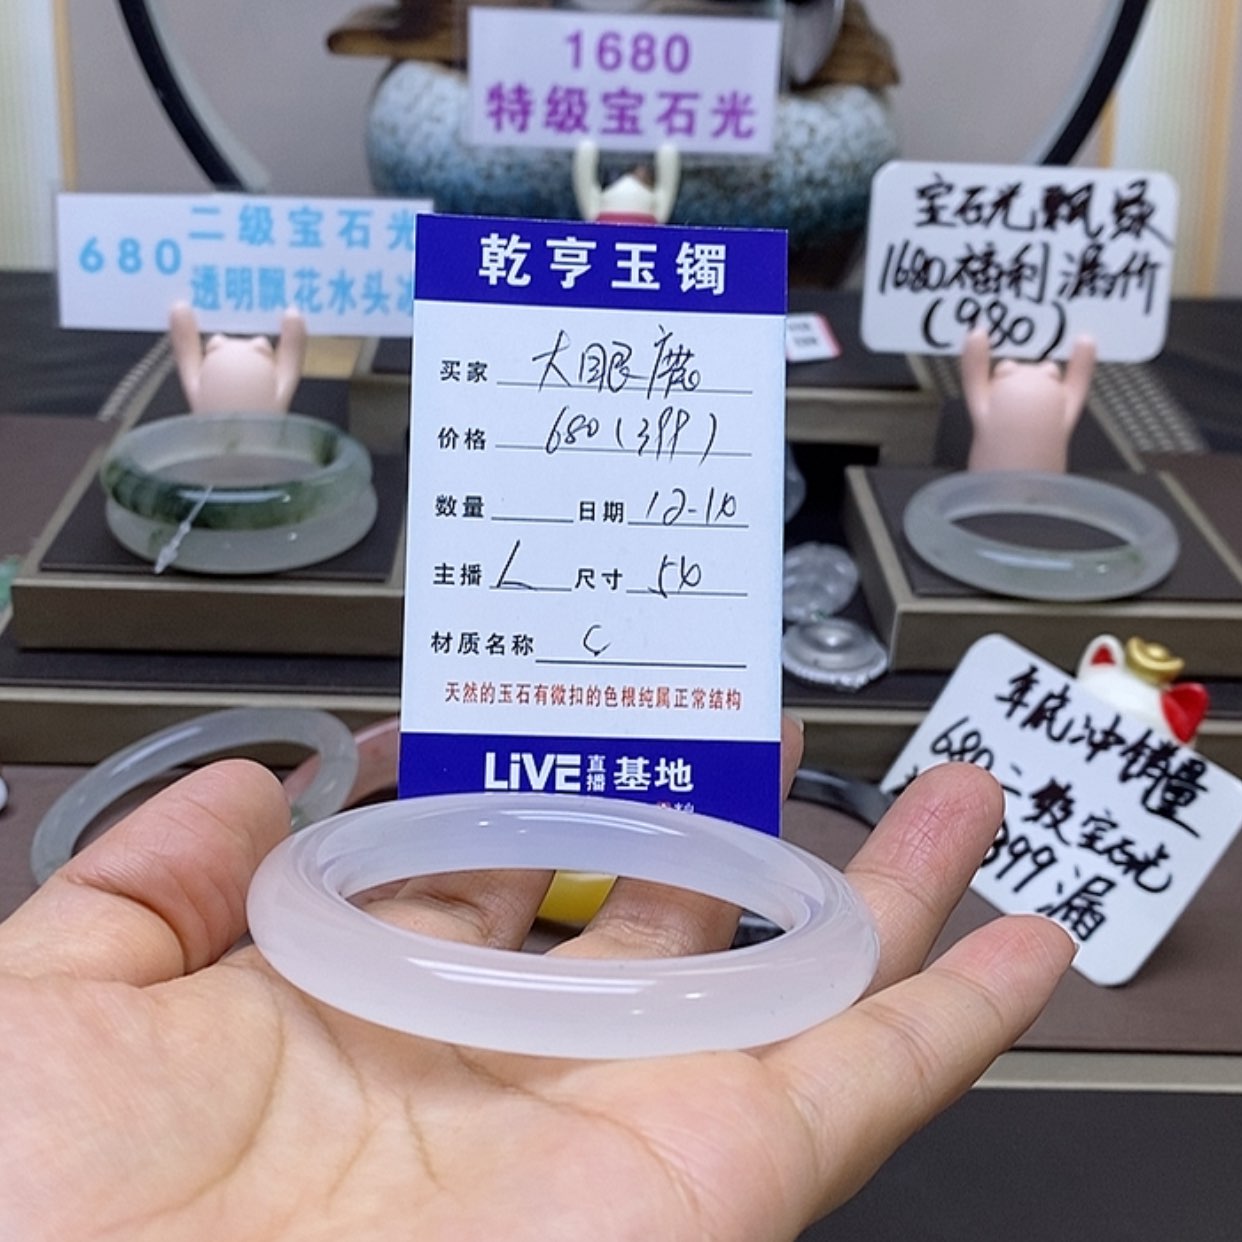 1680
特级宝石光
680 二级宝石光
透明飘花水头
宝石光飘绿
1680福利漏价
(980)
乾亨玉镯
买家 大眼
价格 680(399)
数量 日期 12-10
主播 L 尺寸 56
材质名称 C
天然的玉石有微扣的色根纯属正常结构
LiVE 直播 基地
年底冲销量
680二级宝石光
399漏